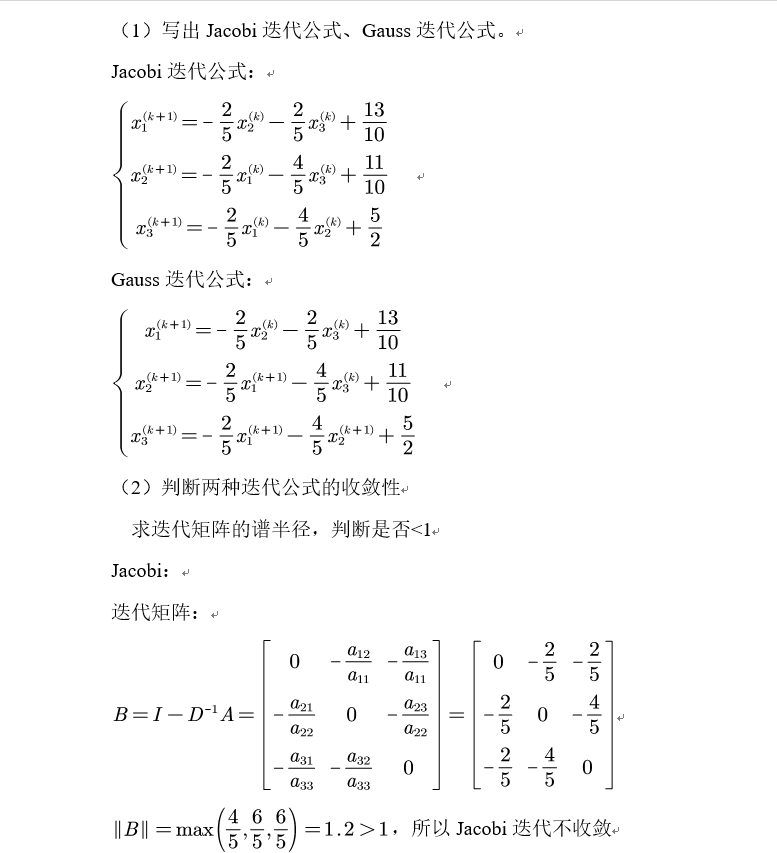 （1）写出 Jacobi 迭代公式、Gauss 迭代公式。
Jacobi 迭代公式：
$\begin{cases} x_1^{(k+1)} = -\frac{2}{5}x_2^{(k)} - \frac{2}{5}x_3^{(k)} + \frac{13}{10} \\ x_2^{(k+1)} = -\frac{2}{5}x_1^{(k)} - \frac{4}{5}x_3^{(k)} + \frac{11}{10} \\ x_3^{(k+1)} = -\frac{2}{5}x_1^{(k)} - \frac{4}{5}x_2^{(k)} + \frac{5}{2} \end{cases}$
Gauss 迭代公式：
$\begin{cases} x_1^{(k+1)} = -\frac{2}{5}x_2^{(k)} - \frac{2}{5}x_3^{(k)} + \frac{13}{10} \\ x_2^{(k+1)} = -\frac{2}{5}x_1^{(k+1)} - \frac{4}{5}x_3^{(k)} + \frac{11}{10} \\ x_3^{(k+1)} = -\frac{2}{5}x_1^{(k+1)} - \frac{4}{5}x_2^{(k+1)} + \frac{5}{2} \end{cases}$
（2）判断两种迭代公式的收敛性
求迭代矩阵的谱半径，判断是否<1
Jacobi：
迭代矩阵：
$B = I - D^{-1}A = \begin{bmatrix} 0 & -\frac{a_{12}}{a_{11}} & -\frac{a_{13}}{a_{11}} \\ -\frac{a_{21}}{a_{22}} & 0 & -\frac{a_{23}}{a_{22}} \\ -\frac{a_{31}}{a_{33}} & -\frac{a_{32}}{a_{33}} & 0 \end{bmatrix} = \begin{bmatrix} 0 & -\frac{2}{5} & -\frac{2}{5} \\ -\frac{2}{5} & 0 & -\frac{4}{5} \\ -\frac{2}{5} & -\frac{4}{5} & 0 \end{bmatrix}$
$\|B\| = \max\left(\frac{4}{5}, \frac{6}{5}, \frac{6}{5}\right) = 1.2 > 1$，所以 Jacobi 迭代不收敛